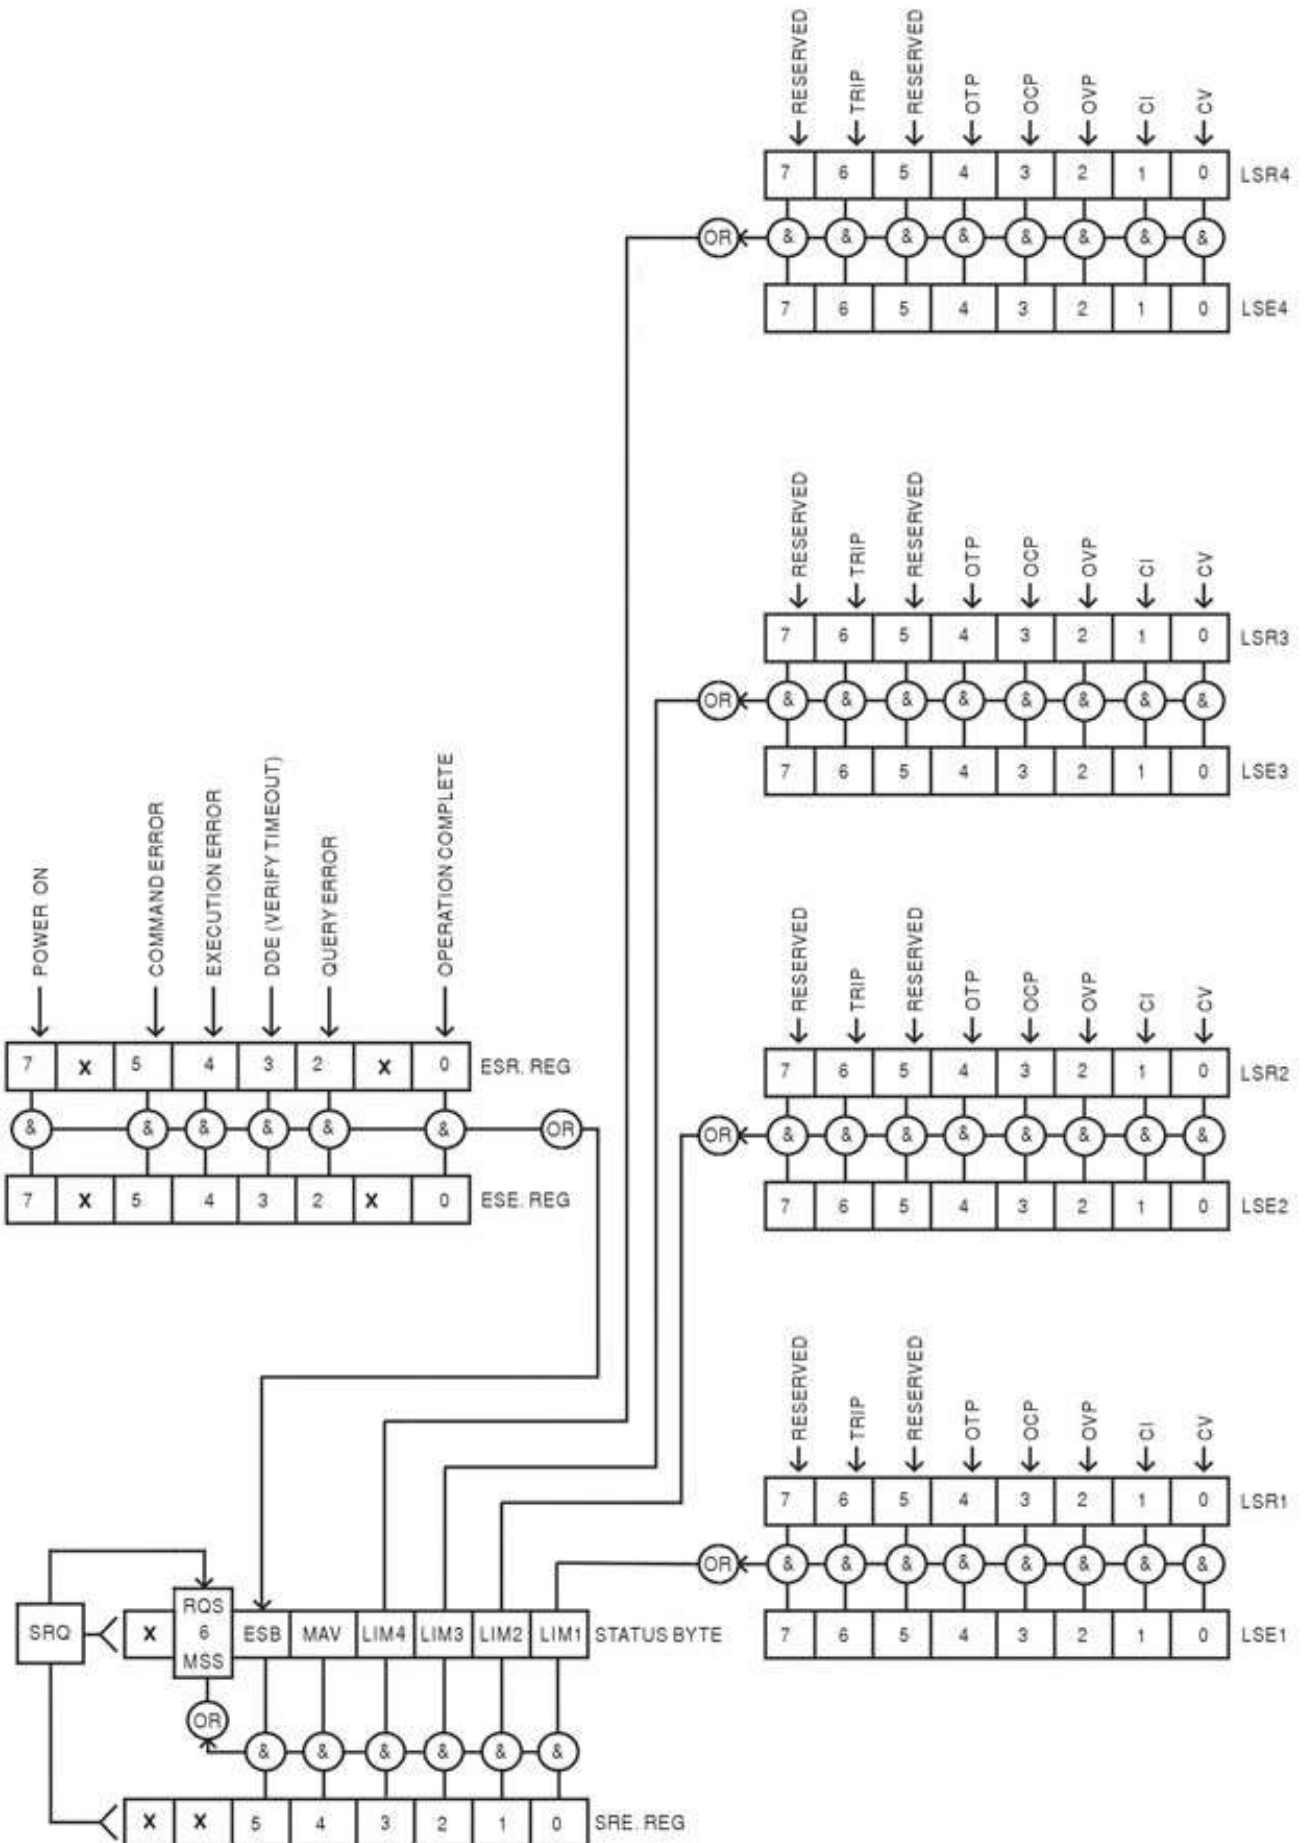 RESERVED
TRIP
RESERVED
OTP
OCP
OVP
CI
CV
7 6 5 4 3 2 1 0 LSR4
OR & & & & & & & &
7 6 5 4 3 2 1 0 LSE4
RESERVED
TRIP
RESERVED
OTP
OCP
OVP
CI
CV
7 6 5 4 3 2 1 0 LSR3
OR & & & & & & & &
7 6 5 4 3 2 1 0 LSE3
POWER ON
COMMAND ERROR
EXECUTION ERROR
DDE (VERIFY TIMEOUT)
QUERY ERROR
OPERATION COMPLETE
7 X 5 4 3 2 X 0 ESR. REG
& & & & & & OR
7 X 5 4 3 2 X 0 ESE. REG
RESERVED
TRIP
RESERVED
OTP
OCP
OVP
CI
CV
7 6 5 4 3 2 1 0 LSR2
OR & & & & & & & &
7 6 5 4 3 2 1 0 LSE2
RESERVED
TRIP
RESERVED
OTP
OCP
OVP
CI
CV
7 6 5 4 3 2 1 0 LSR1
OR & & & & & & & &
7 6 5 4 3 2 1 0 LSE1
SRQ
X
RQS
6
MSS
ESB MAV LIM4 LIM3 LIM2 LIM1 STATUS BYTE
OR
& & & & & &
X X 5 4 3 2 1 0 SRE. REG